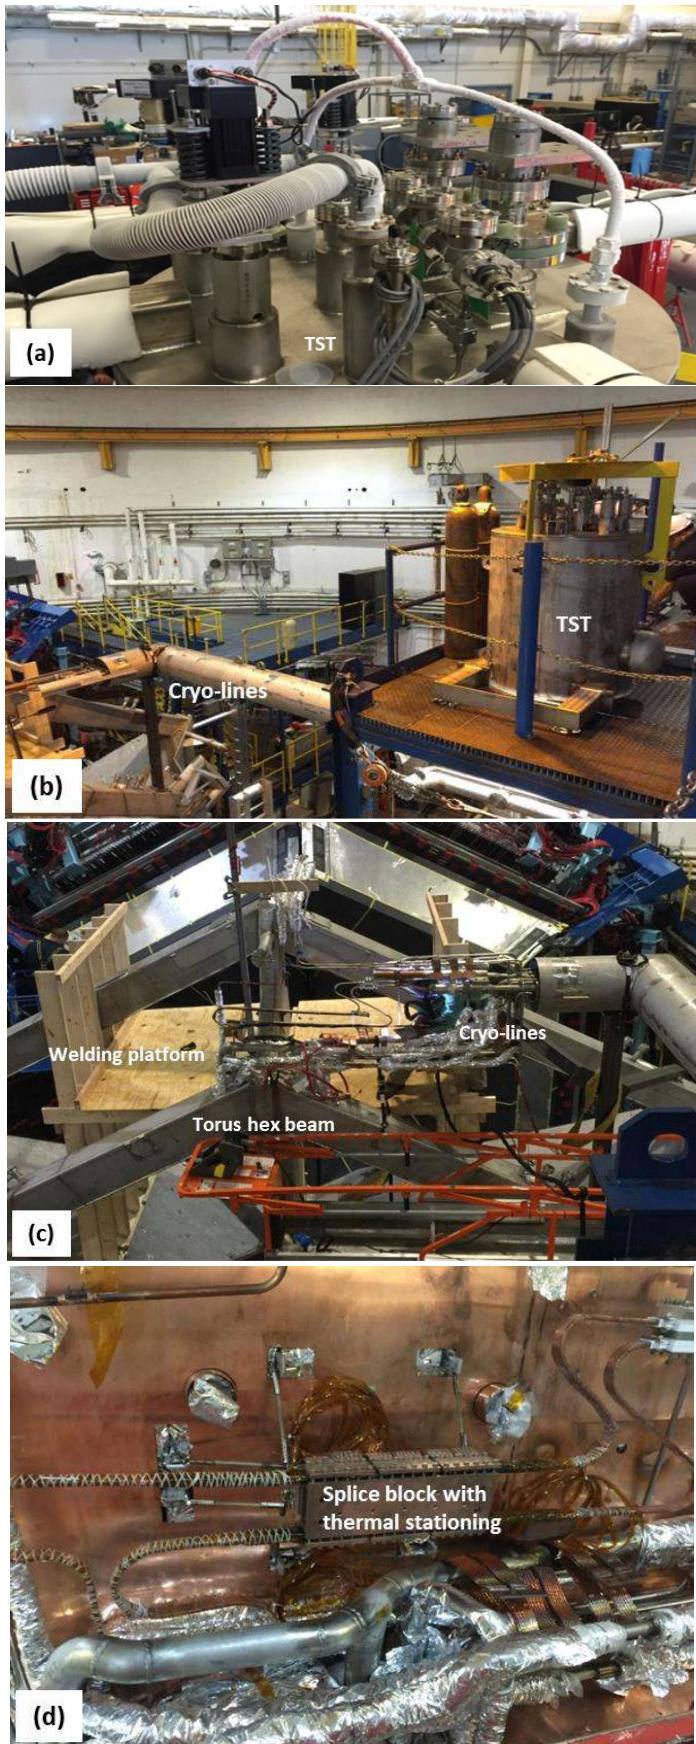 TST
(a)
TST
Cryo-lines
(b)
Cryo-lines
Welding platform
Torus hex beam
(c)
Splice block with
thermal stationing
(d)